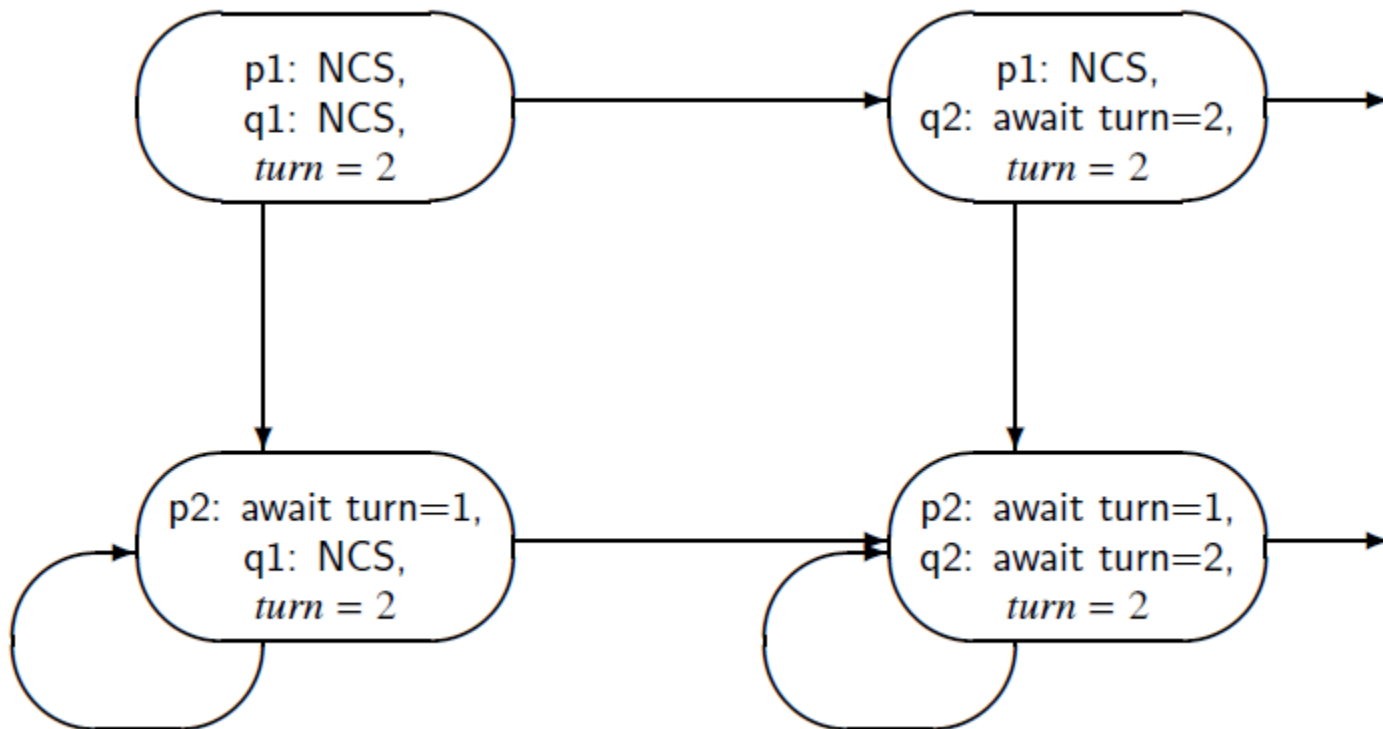 p1: NCS,
q1: NCS,
turn = 2
p1: NCS,
q2: await turn=2,
turn = 2
p2: await turn=1,
q1: NCS,
turn = 2
p2: await turn=1,
q2: await turn=2,
turn = 2